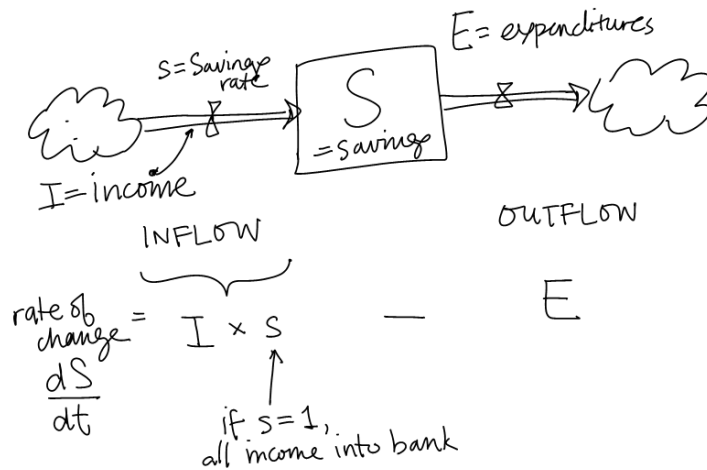 E = expenditures
s = Savings
rate
S
= savings
I = income
INFLOW
OUTFLOW
rate of
change
= I × s — E
dS
dt
if s = 1,
all income into bank